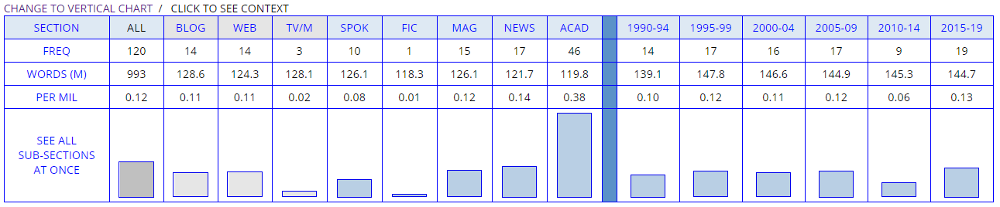 CHANGE TO VERTICAL CHART / CLICK TO SEE CONTEXT
SECTION ALL BLOG WEB TV/M SPOK FIC MAG NEWS ACAD 1990-94 1995-99 2000-04 2005-09 2010-14 2015-19
FREQ 120 14 14 3 10 1 15 17 46 14 17 16 17 9 19
WORDS (M) 993 128.6 124.3 128.1 126.1 118.3 126.1 121.7 119.8 139.1 147.8 146.6 144.9 145.3 144.7
PER MIL 0.12 0.11 0.11 0.02 0.08 0.01 0.12 0.14 0.38 0.10 0.12 0.11 0.12 0.06 0.13
SEE ALL
SUB-SECTIONS
AT ONCE